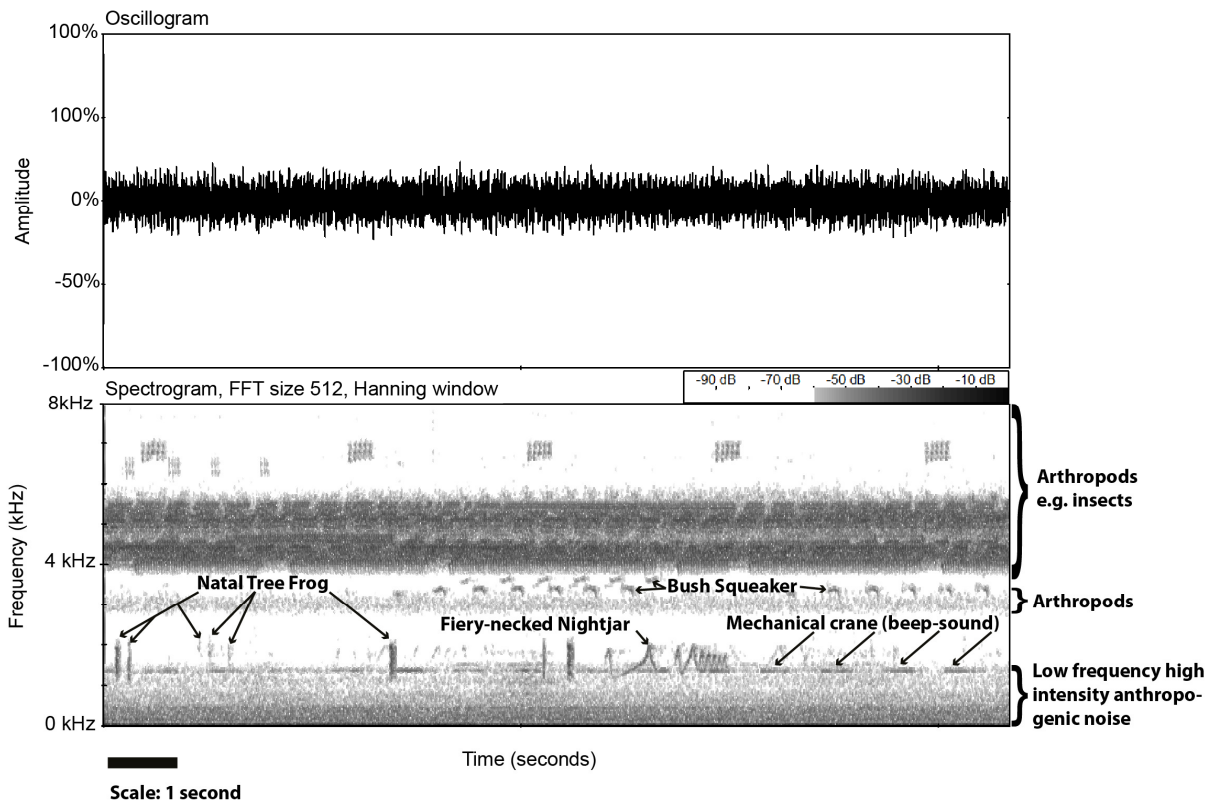 Oscillogram
100%
100%
0%
-50%
-100%
Amplitude
Spectrogram, FFT size 512, Hanning window
-90 dB -70 dB -50 dB -30 dB -10 dB
8kHz
4 kHz
0 kHz
Frequency (kHz)
Natal Tree Frog
Bush Squeaker
Fiery-necked Nightjar
Mechanical crane (beep-sound)
Arthropods
e.g. insects
Arthropods
Low frequency high
intensity anthropo-
genic noise
Time (seconds)
Scale: 1 second